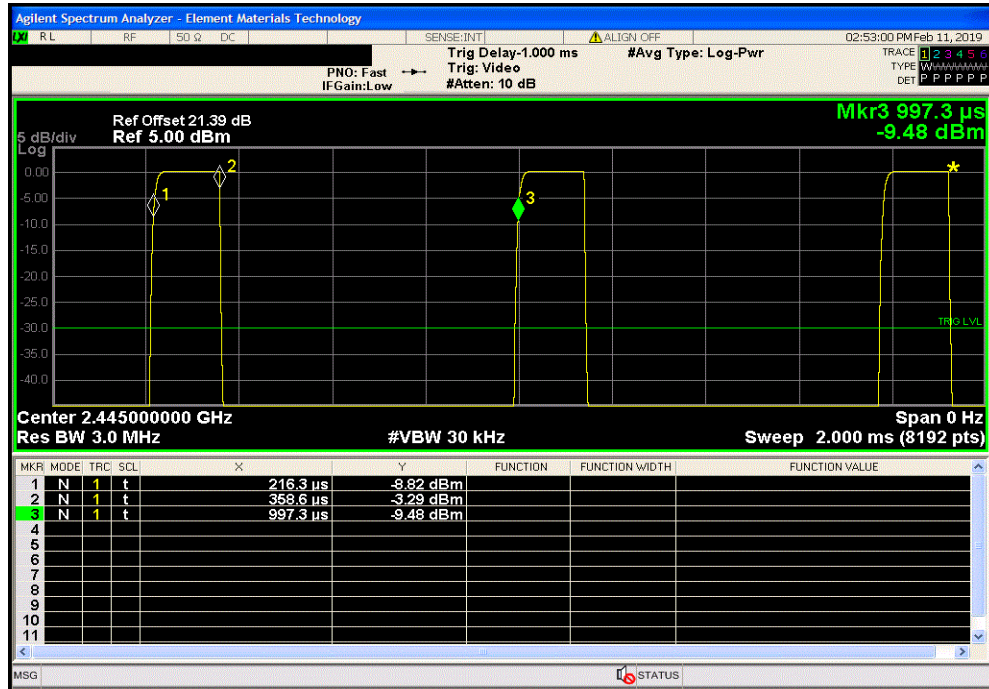 Agilent Spectrum Analyzer - Element Materials Technology
LXI RL RF 50 Ω DC SENSE:INT ALIGN OFF 02:53:00 PM Feb 11, 2019
Trig Delay-1.000 ms #Avg Type: Log-Pwr TRACE 1 2 3 4 5 6
PNO: Fast Trig: Video TYPE WWWWWW
IFGain:Low #Atten: 10 dB DET P P P P P P
Mkr3 997.3 µs
Ref Offset 21.39 dB
5 dB/div Ref 5.00 dBm -9.48 dBm
Log
0.00
-5.00
-10.0
-15.0
-20.0
-25.0
-30.0
-35.0
-40.0
1
2
3
*
TRIG LVL
Center 2.445000000 GHz Span 0 Hz
Res BW 3.0 MHz #VBW 30 kHz Sweep 2.000 ms (8192 pts)
MKR MODE TRC SCL X Y FUNCTION FUNCTION WIDTH FUNCTION VALUE
1 N 1 t 216.3 µs -8.82 dBm
2 N 1 t 358.6 µs -3.29 dBm
3 N 1 t 997.3 µs -9.48 dBm
4
5
6
7
8
9
10
11
MSG STATUS